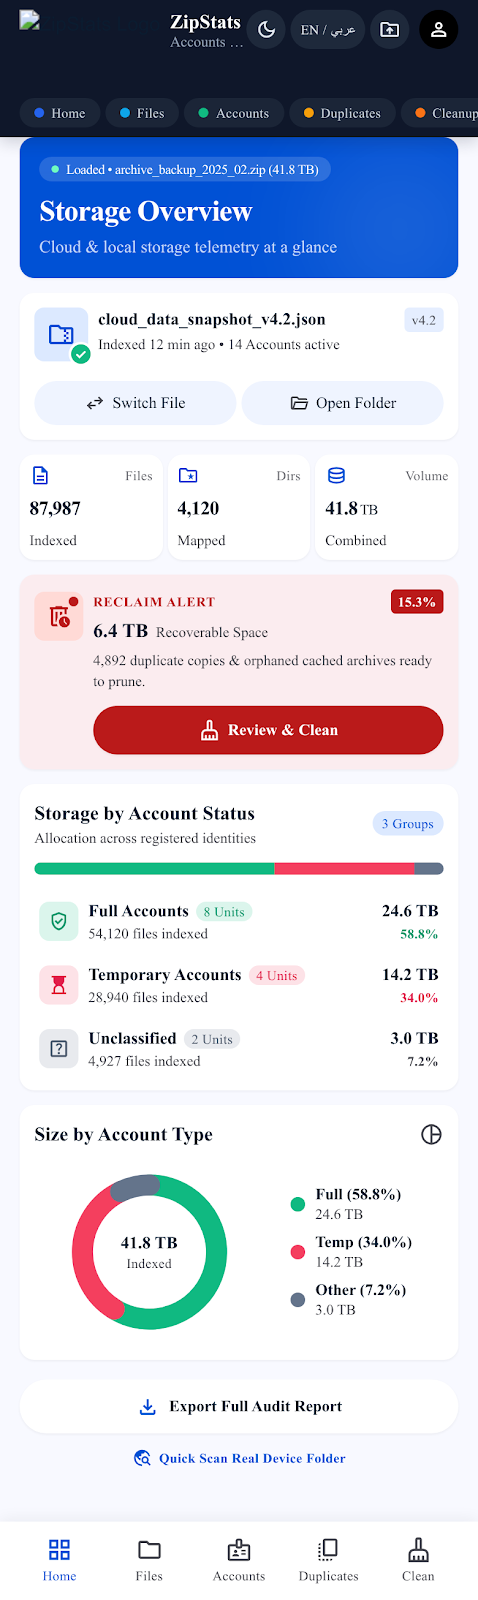 ZipStats
Accounts ...
EN / عربي
Home
Files
Accounts
Duplicates
Cleanup
Loaded • archive_backup_2025_02.zip (41.8 TB)
Storage Overview
Cloud & local storage telemetry at a glance
cloud_data_snapshot_v4.2.json
v4.2
Indexed 12 min ago • 14 Accounts active
Switch File
Open Folder
Files
87,987
Indexed
Dirs
4,120
Mapped
Volume
41.8 TB
Combined
RECLAIM ALERT
15.3%
6.4 TB Recoverable Space
4,892 duplicate copies & orphaned cached archives ready
to prune.
Review & Clean
Storage by Account Status
Allocation across registered identities
3 Groups
Full Accounts 8 Units
24.6 TB
54,120 files indexed
58.8%
Temporary Accounts 4 Units
14.2 TB
28,940 files indexed
34.0%
Unclassified 2 Units
3.0 TB
4,927 files indexed
7.2%
Size by Account Type
41.8 TB
Indexed
Full (58.8%)
24.6 TB
Temp (34.0%)
14.2 TB
Other (7.2%)
3.0 TB
Export Full Audit Report
Quick Scan Real Device Folder
Home
Files
Accounts
Duplicates
Clean